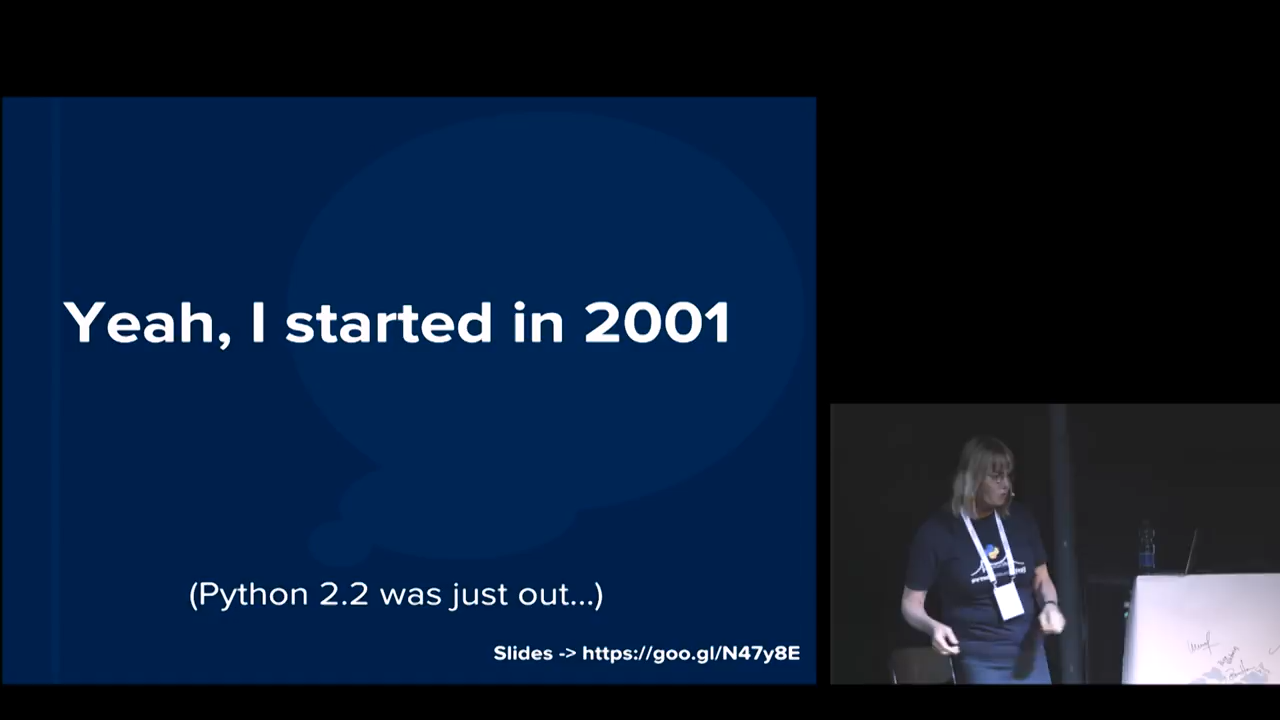 Yeah, I started in 2001
(Python 2.2 was just out...)
Slides -> https://goo.gl/N47y8E